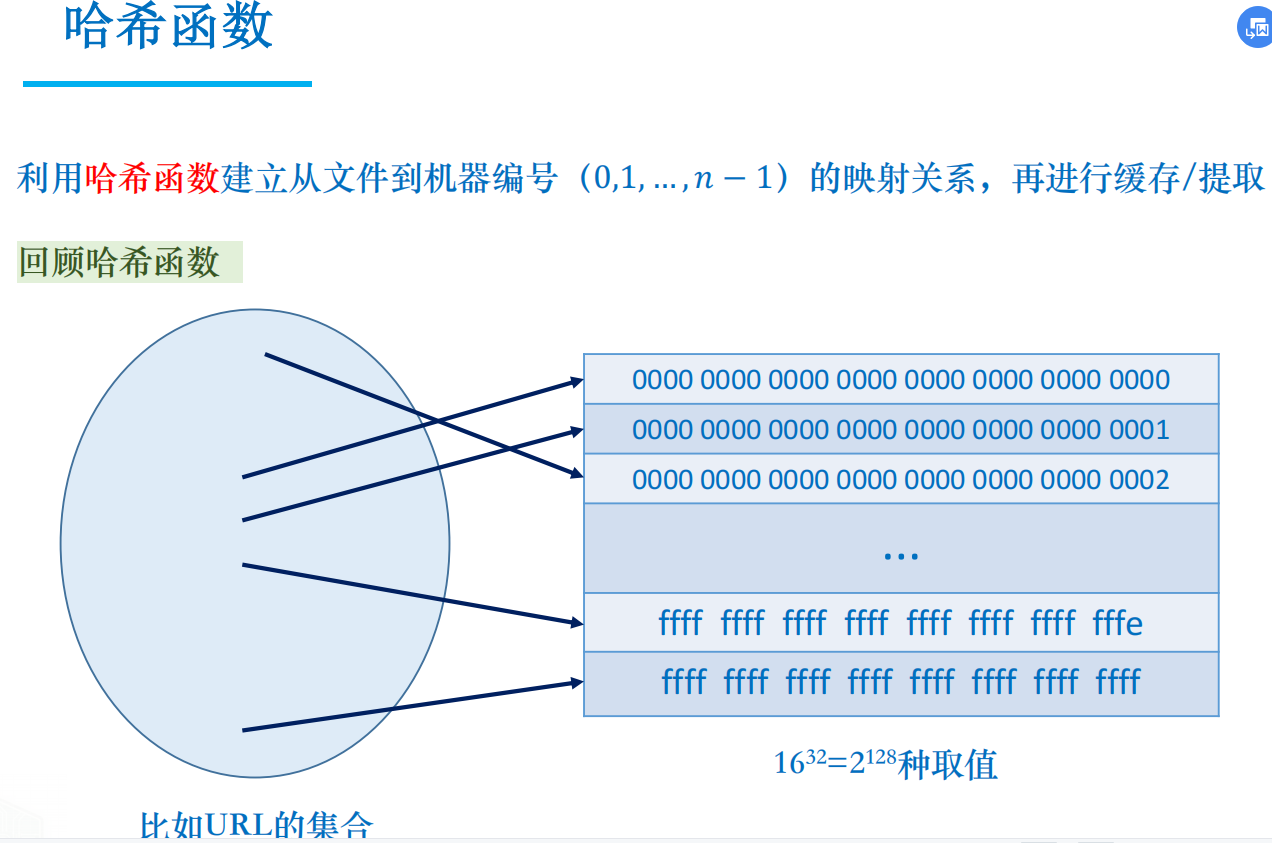 哈希函数
利用哈希函数建立从文件到机器编号（0,1, … , n − 1）的映射关系，再进行缓存/提取
回顾哈希函数
0000 0000 0000 0000 0000 0000 0000 0000
0000 0000 0000 0000 0000 0000 0000 0001
0000 0000 0000 0000 0000 0000 0000 0002
…
ffff ffff ffff ffff ffff ffff ffff fffe
ffff ffff ffff ffff ffff ffff ffff ffff
16³²=2¹²⁸种取值
比如URL的集合